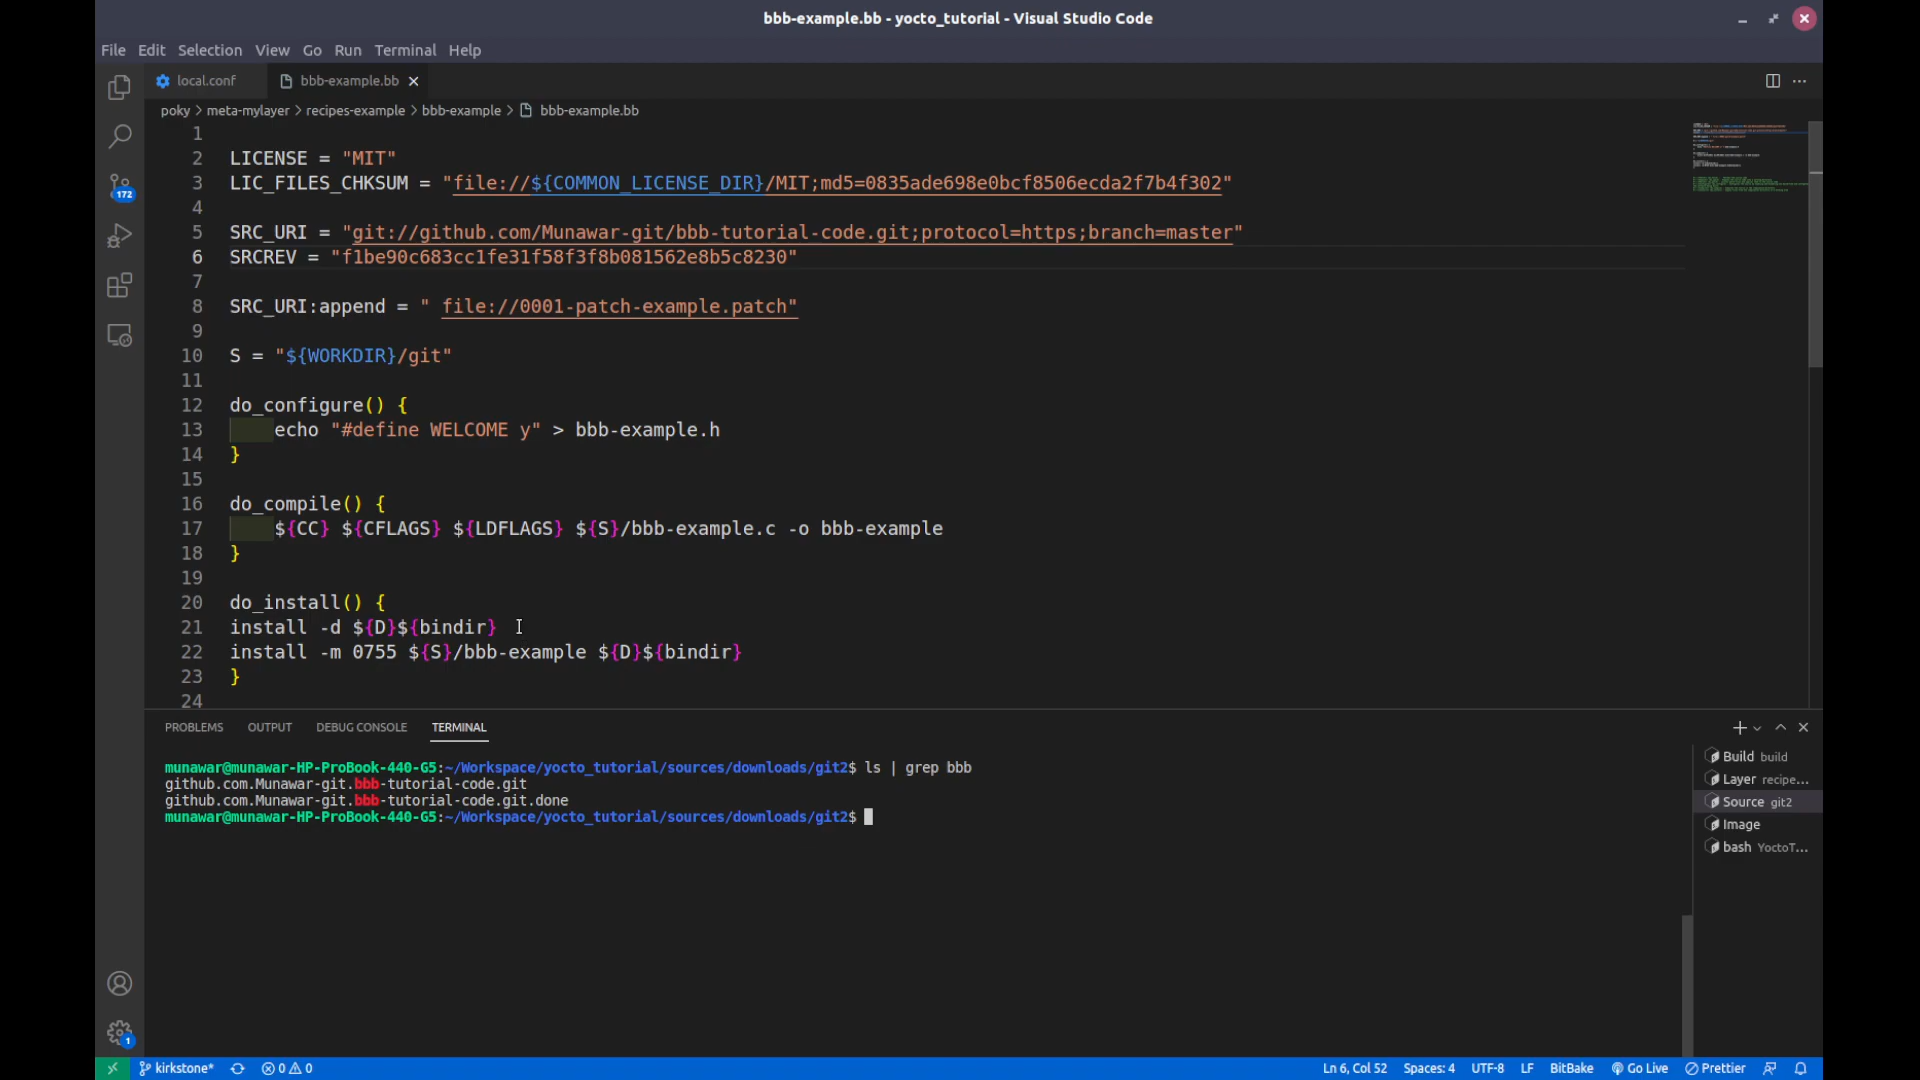 bbb-example.bb - yocto_tutorial - Visual Studio Code
File Edit Selection View Go Run Terminal Help
local.conf bbb-example.bb
poky > meta-mylayer > recipes-example > bbb-example > bbb-example.bb
1
2 LICENSE = "MIT"
3 LIC_FILES_CHKSUM = "file://${COMMON_LICENSE_DIR}/MIT;md5=0835ade698e0bcf8506ecda2f7b4f302"
4
5 SRC_URI = "git://github.com/Munawar-git/bbb-tutorial-code.git;protocol=https;branch=master"
6 SRCREV = "f1be90c683cc1fe31f58f3f8b081562e8b5c8230"
7
8 SRC_URI:append = " file://0001-patch-example.patch"
9
10 S = "${WORKDIR}/git"
11
12 do_configure() {
13 echo "#define WELCOME y" > bbb-example.h
14 }
15
16 do_compile() {
17 ${CC} ${CFLAGS} ${LDFLAGS} ${S}/bbb-example.c -o bbb-example
18 }
19
20 do_install() {
21 install -d ${D}${bindir}
22 install -m 0755 ${S}/bbb-example ${D}${bindir}
23 }
24
172
PROBLEMS OUTPUT DEBUG CONSOLE TERMINAL
munawar@munawar-HP-ProBook-440-G5:~/Workspace/yocto_tutorial/sources/downloads/git2$ ls | grep bbb
github.com.Munawar-git.bbb-tutorial-code.git
github.com.Munawar-git.bbb-tutorial-code.git.done
munawar@munawar-HP-ProBook-440-G5:~/Workspace/yocto_tutorial/sources/downloads/git2$
Build build
Layer recipe...
Source git2
Image
bash YoctoT...
1
kirkstone* 0 0 Ln 6, Col 52 Spaces: 4 UTF-8 LF BitBake Go Live Prettier